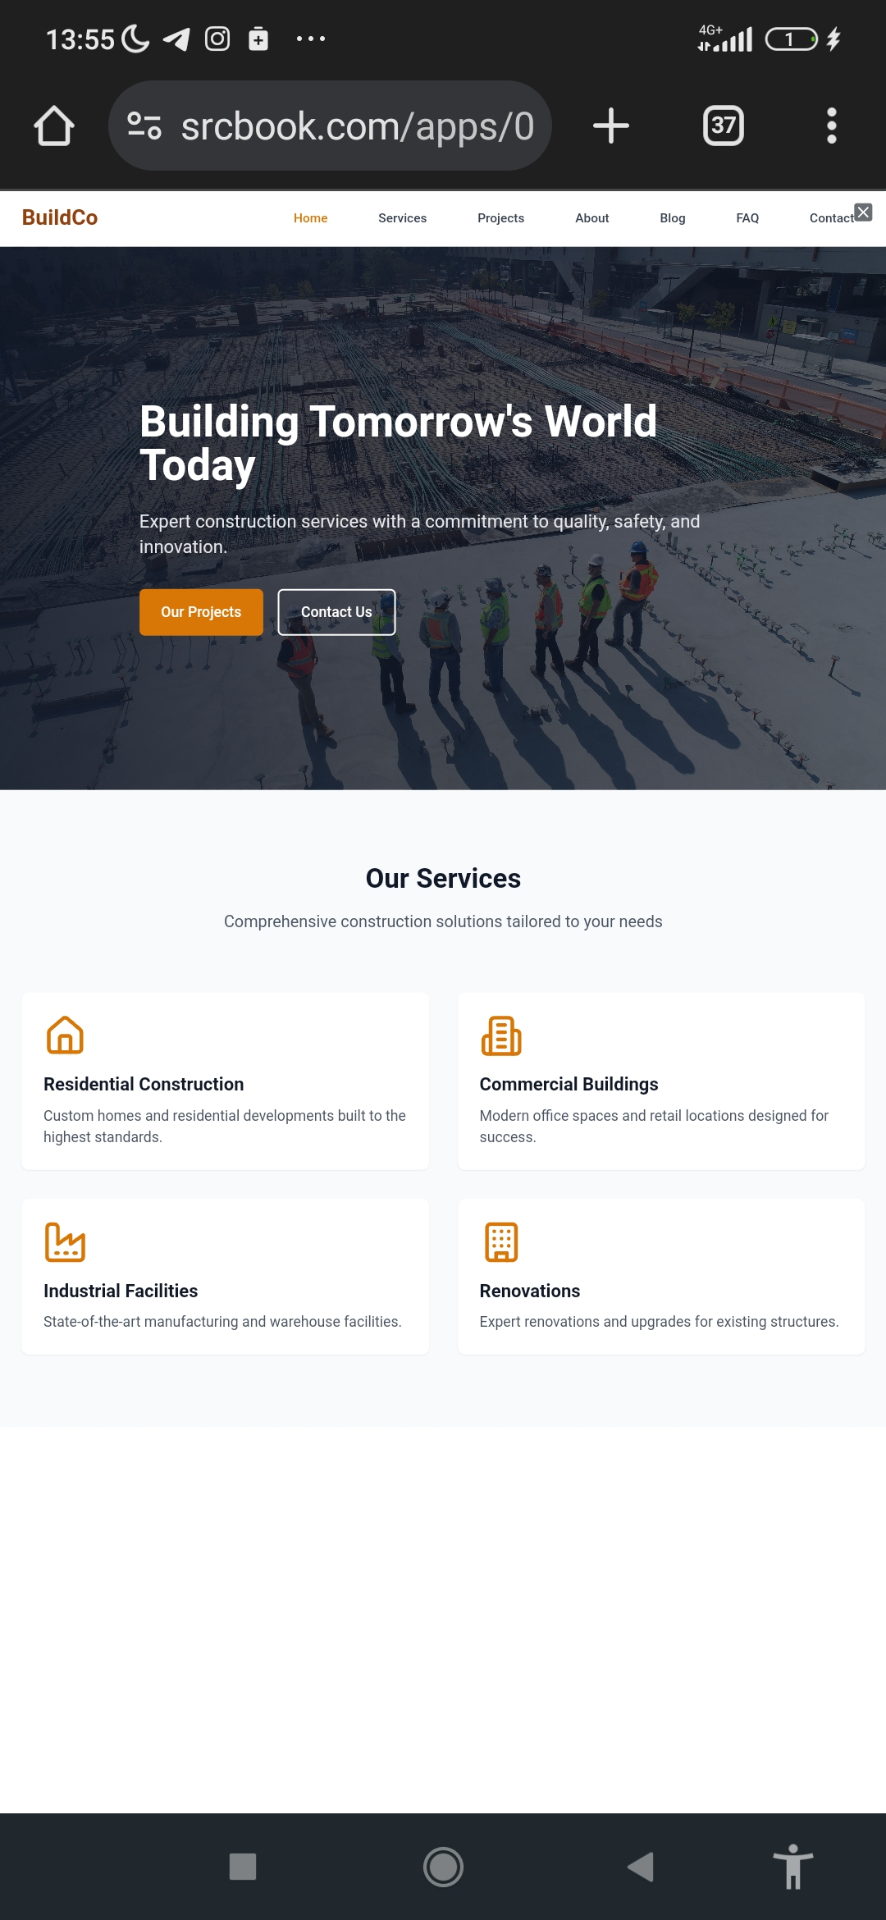 13:55
4G+
1
srcbook.com/apps/0
37
BuildCo
Home Services Projects About Blog FAQ Contact
Building Tomorrow's World
Today
Expert construction services with a commitment to quality, safety, and
innovation.
Our Projects Contact Us
Our Services
Comprehensive construction solutions tailored to your needs
Residential Construction
Custom homes and residential developments built to the
highest standards.
Commercial Buildings
Modern office spaces and retail locations designed for
success.
Industrial Facilities
State-of-the-art manufacturing and warehouse facilities.
Renovations
Expert renovations and upgrades for existing structures.